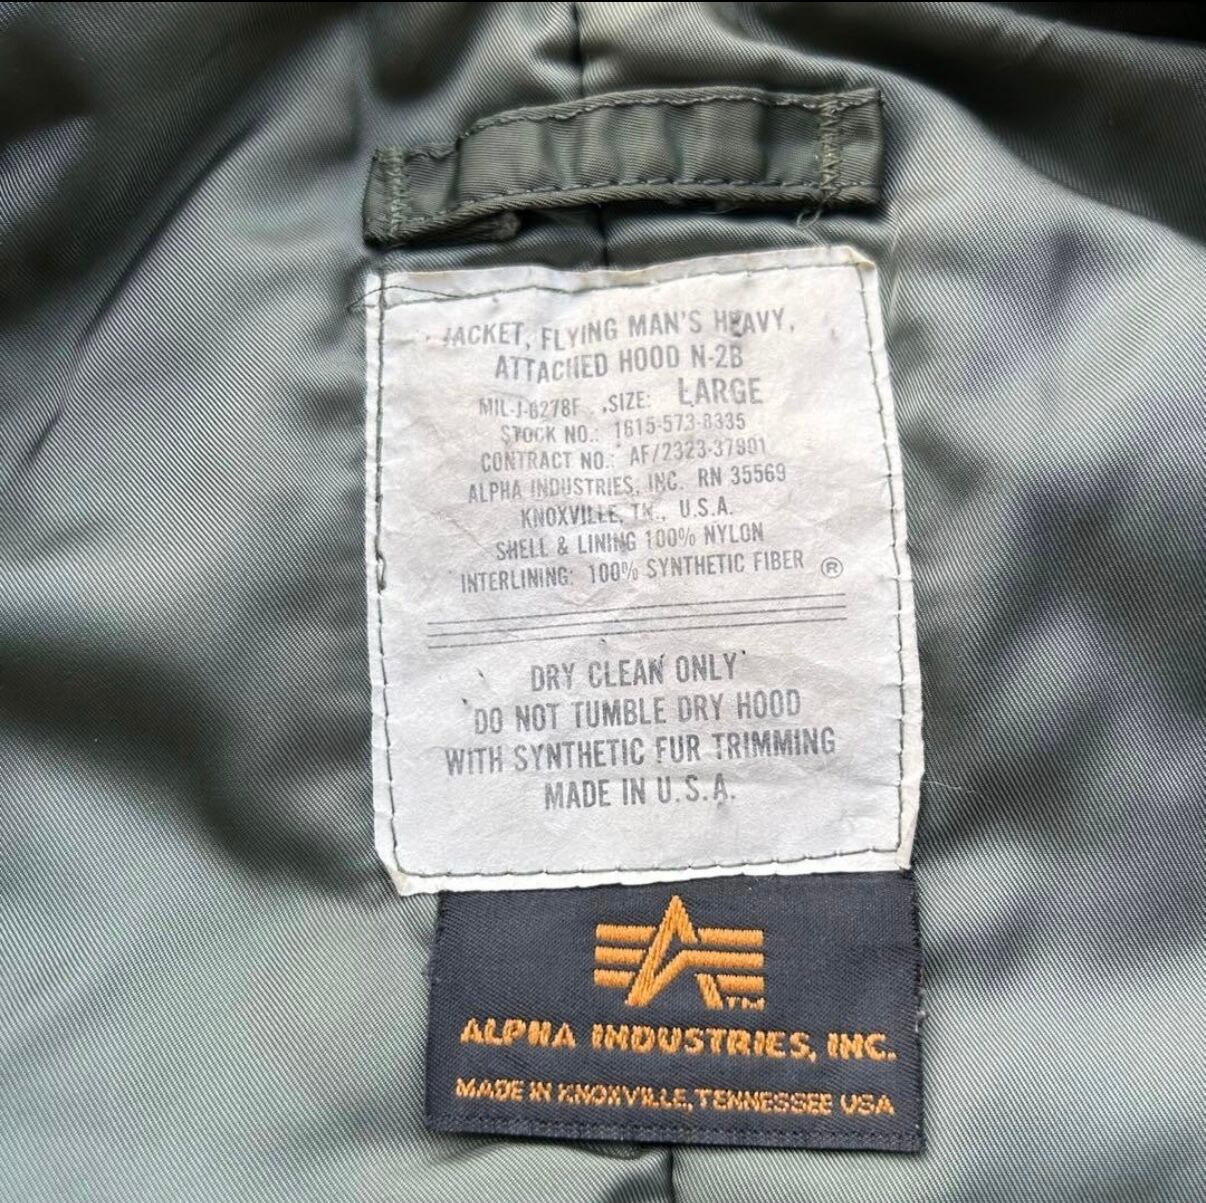 JACKET, FLYING MAN'S HEAVY,
ATTACHED HOOD N-2B
MIL-J-6278F SIZE: LARGE
STOCK NO.: 1615-573-8335
CONTRACT NO.: AF/2323-37901
ALPHA INDUSTRIES, INC. RN 35569
KNOXVILLE, TN., U.S.A.
SHELL & LINING 100% NYLON
INTERLINING: 100% SYNTHETIC FIBER ®
DRY CLEAN ONLY
DO NOT TUMBLE DRY HOOD
WITH SYNTHETIC FUR TRIMMING
MADE IN U.S.A.
TM
ALPHA INDUSTRIES, INC.
MADE IN KNOXVILLE, TENNESSEE USA